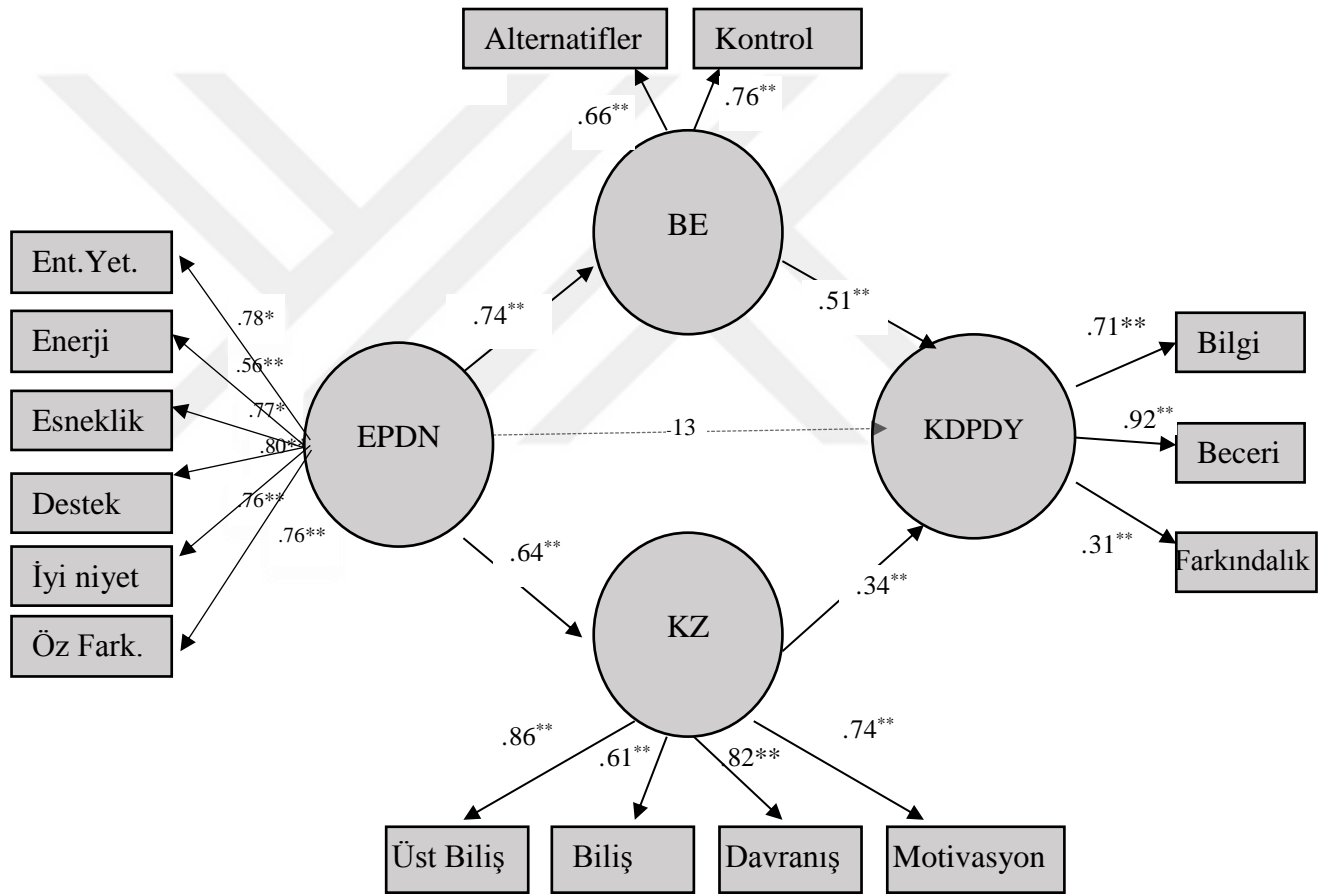 Alternatifler
Kontrol
.66**
.76**
BE
Ent.Yet.
Enerji
Esneklik
Destek
İyi niyet
Öz Fark.
.78*
.56**
.77*
.80**
.76**
.76**
EPDN
.74**
.51**
.13
.64**
.34**
KDPDY
.71**
.92**
.31**
Bilgi
Beceri
Farkındalık
KZ
.86**
.61**
.82**
.74**
Üst Biliş
Biliş
Davranış
Motivasyon